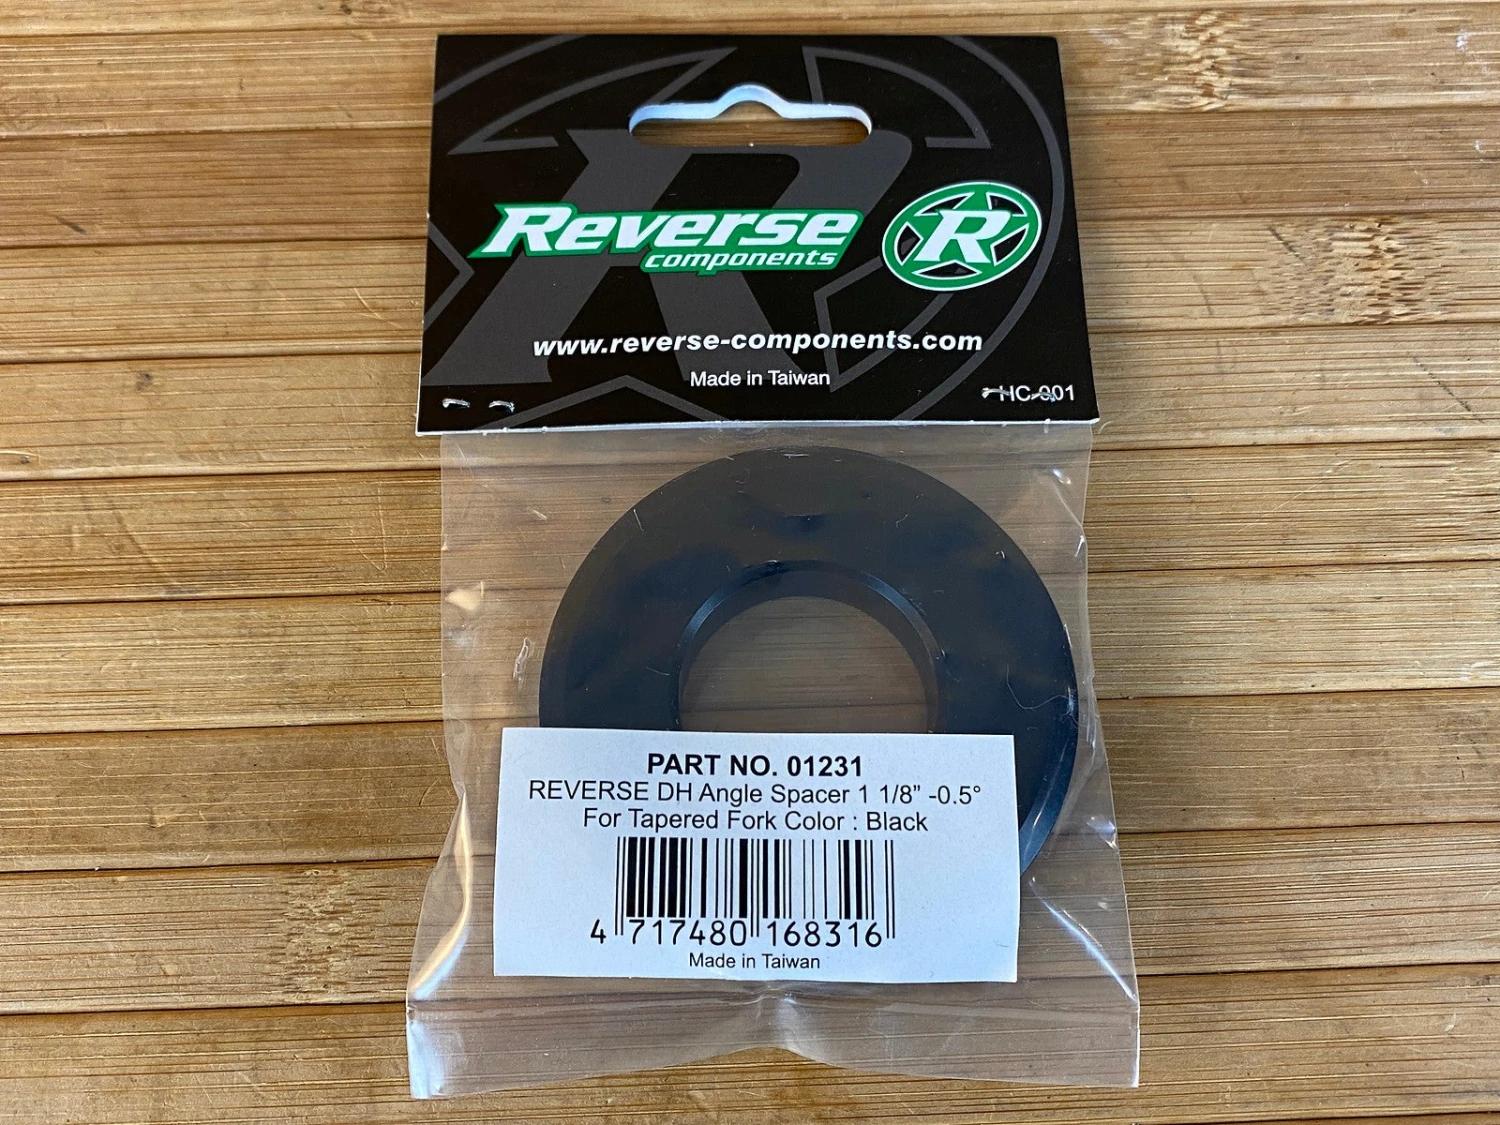 Reverse
components
R
www.reverse-components.com
Made in Taiwan
HC-001
PART NO. 01231
REVERSE DH Angle Spacer 1 1/8” -0.5°
For Tapered Fork Color : Black
4 717480 168316
Made in Taiwan